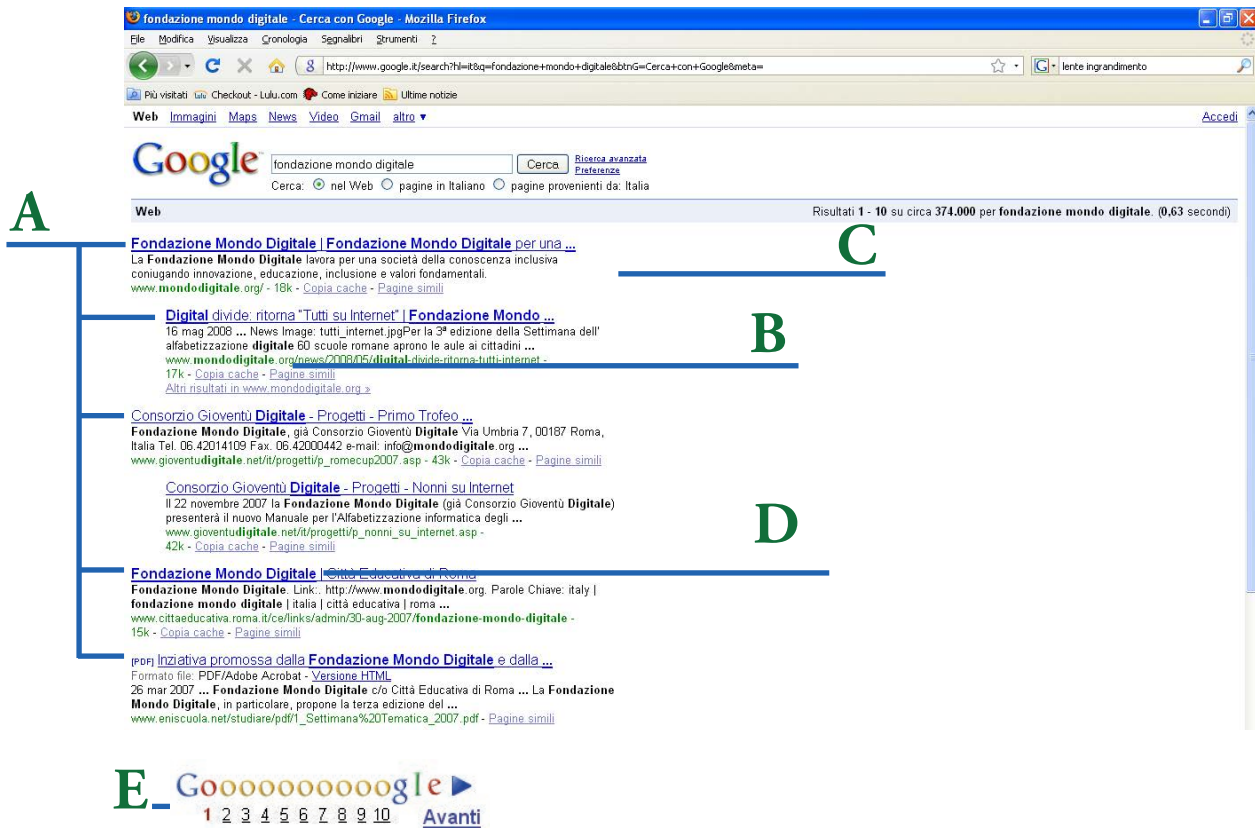 fondazione mondo digitale - Cerca con Google - Mozilla Firefox
File Modifica Visualizza Cronologia Segnalibri Strumenti ?
http://www.google.it/search?hl=it&q=fondazione+mondo+digitale&btnG=Cerca+con+Google&meta= G lente ingrandimento
Più visitati Checkout - Lulu.com Come iniziare Ultime notizie
Web Immagini Maps News Video Gmail altro ▼ Accedi
Google fondazione mondo digitale Cerca Ricerca avanzata
Preferenze
Cerca: nel Web pagine in Italiano pagine provenienti da: Italia
A
Web Risultati 1 - 10 su circa 374.000 per fondazione mondo digitale. (0,63 secondi)
Fondazione Mondo Digitale | Fondazione Mondo Digitale per una ...
C
La Fondazione Mondo Digitale lavora per una società della conoscenza inclusiva
coniugando innovazione, educazione, inclusione e valori fondamentali.
www.mondodigitale.org/ - 18k - Copia cache - Pagine simili
Digital divide: ritorna "Tutti su Internet" | Fondazione Mondo ...
B
16 mag 2008 ... News Image: tutti_internet.jpgPer la 3ª edizione della Settimana dell'
alfabetizzazione digitale 60 scuole romane aprono le aule ai cittadini ...
www.mondodigitale.org/news/2008/05/digital-divide-ritorna-tutti-internet -
17k - Copia cache - Pagine simili
Altri risultati in www.mondodigitale.org »
Consorzio Gioventù Digitale - Progetti - Primo Trofeo ...
Fondazione Mondo Digitale, già Consorzio Gioventù Digitale Via Umbria 7, 00187 Roma,
Italia Tel. 06.42014109 Fax. 06.42000442 e-mail: info@mondodigitale.org ...
www.gioventudigitale.net/it/progetti/p_romecup2007.asp - 43k - Copia cache - Pagine simili
Consorzio Gioventù Digitale - Progetti - Nonni su Internet
Il 22 novembre 2007 la Fondazione Mondo Digitale (già Consorzio Gioventù Digitale)
presenterà il nuovo Manuale per l'Alfabetizzazione informatica degli ...
D
www.gioventudigitale.net/it/progetti/p_nonni_su_internet.asp -
42k - Copia cache - Pagine simili
Fondazione Mondo Digitale | Città Educativa di Roma
Fondazione Mondo Digitale. Link:. http://www.mondodigitale.org. Parole Chiave: italy |
fondazione mondo digitale | italia | città educativa | roma ...
www.cittaeducativa.roma.it/ce/links/admin/30-aug-2007/fondazione-mondo-digitale -
15k - Copia cache - Pagine simili
[PDF] Inziativa promossa dalla Fondazione Mondo Digitale e dalla ...
Formato file: PDF/Adobe Acrobat - Versione HTML
26 mar 2007 ... Fondazione Mondo Digitale c/o Città Educativa di Roma ... La Fondazione
Mondo Digitale, in particolare, propone la terza edizione del ...
www.eniscuola.net/studiare/pdf/1_Settimana%20Tematica_2007.pdf - Pagine simili
E Goooooooooogle
1 2 3 4 5 6 7 8 9 10 Avanti